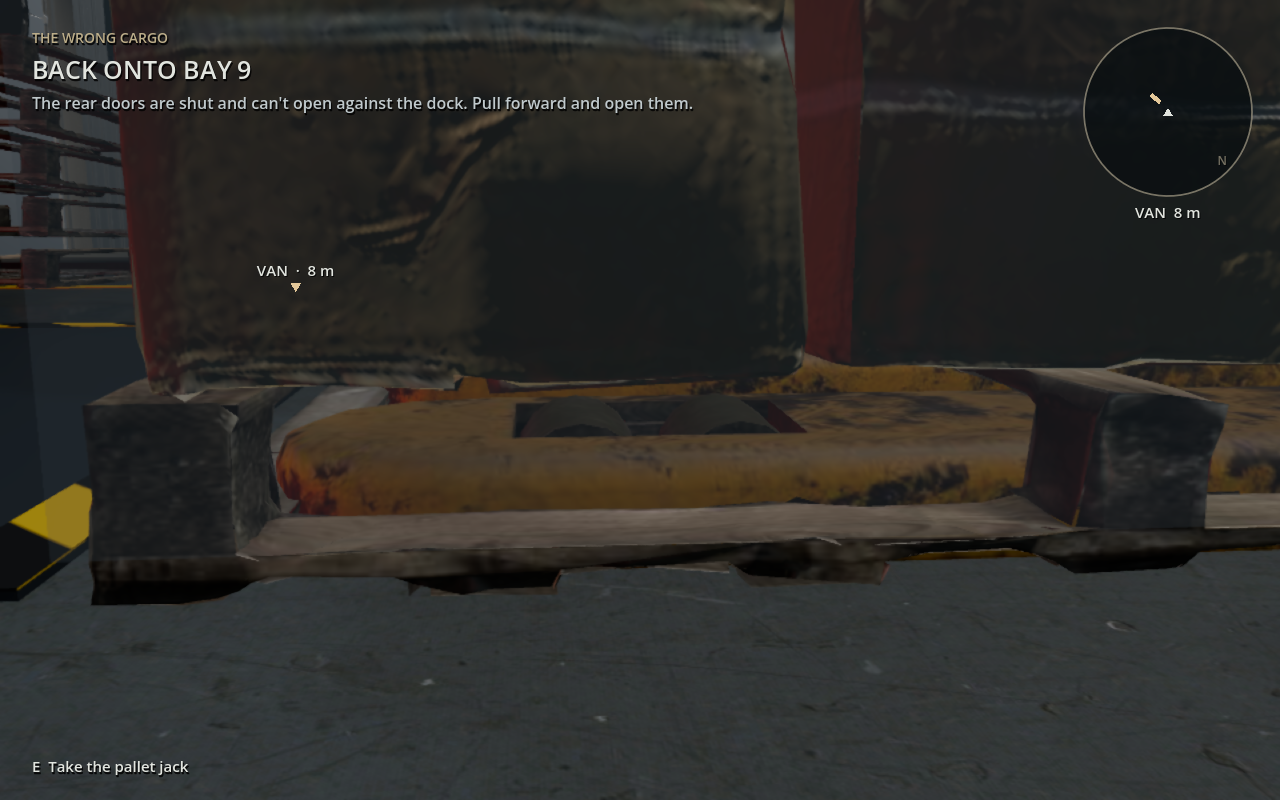 THE WRONG CARGO
BACK ONTO BAY 9
The rear doors are shut and can't open against the dock. Pull forward and open them.
N
VAN 8 m
VAN · 8 m
E Take the pallet jack